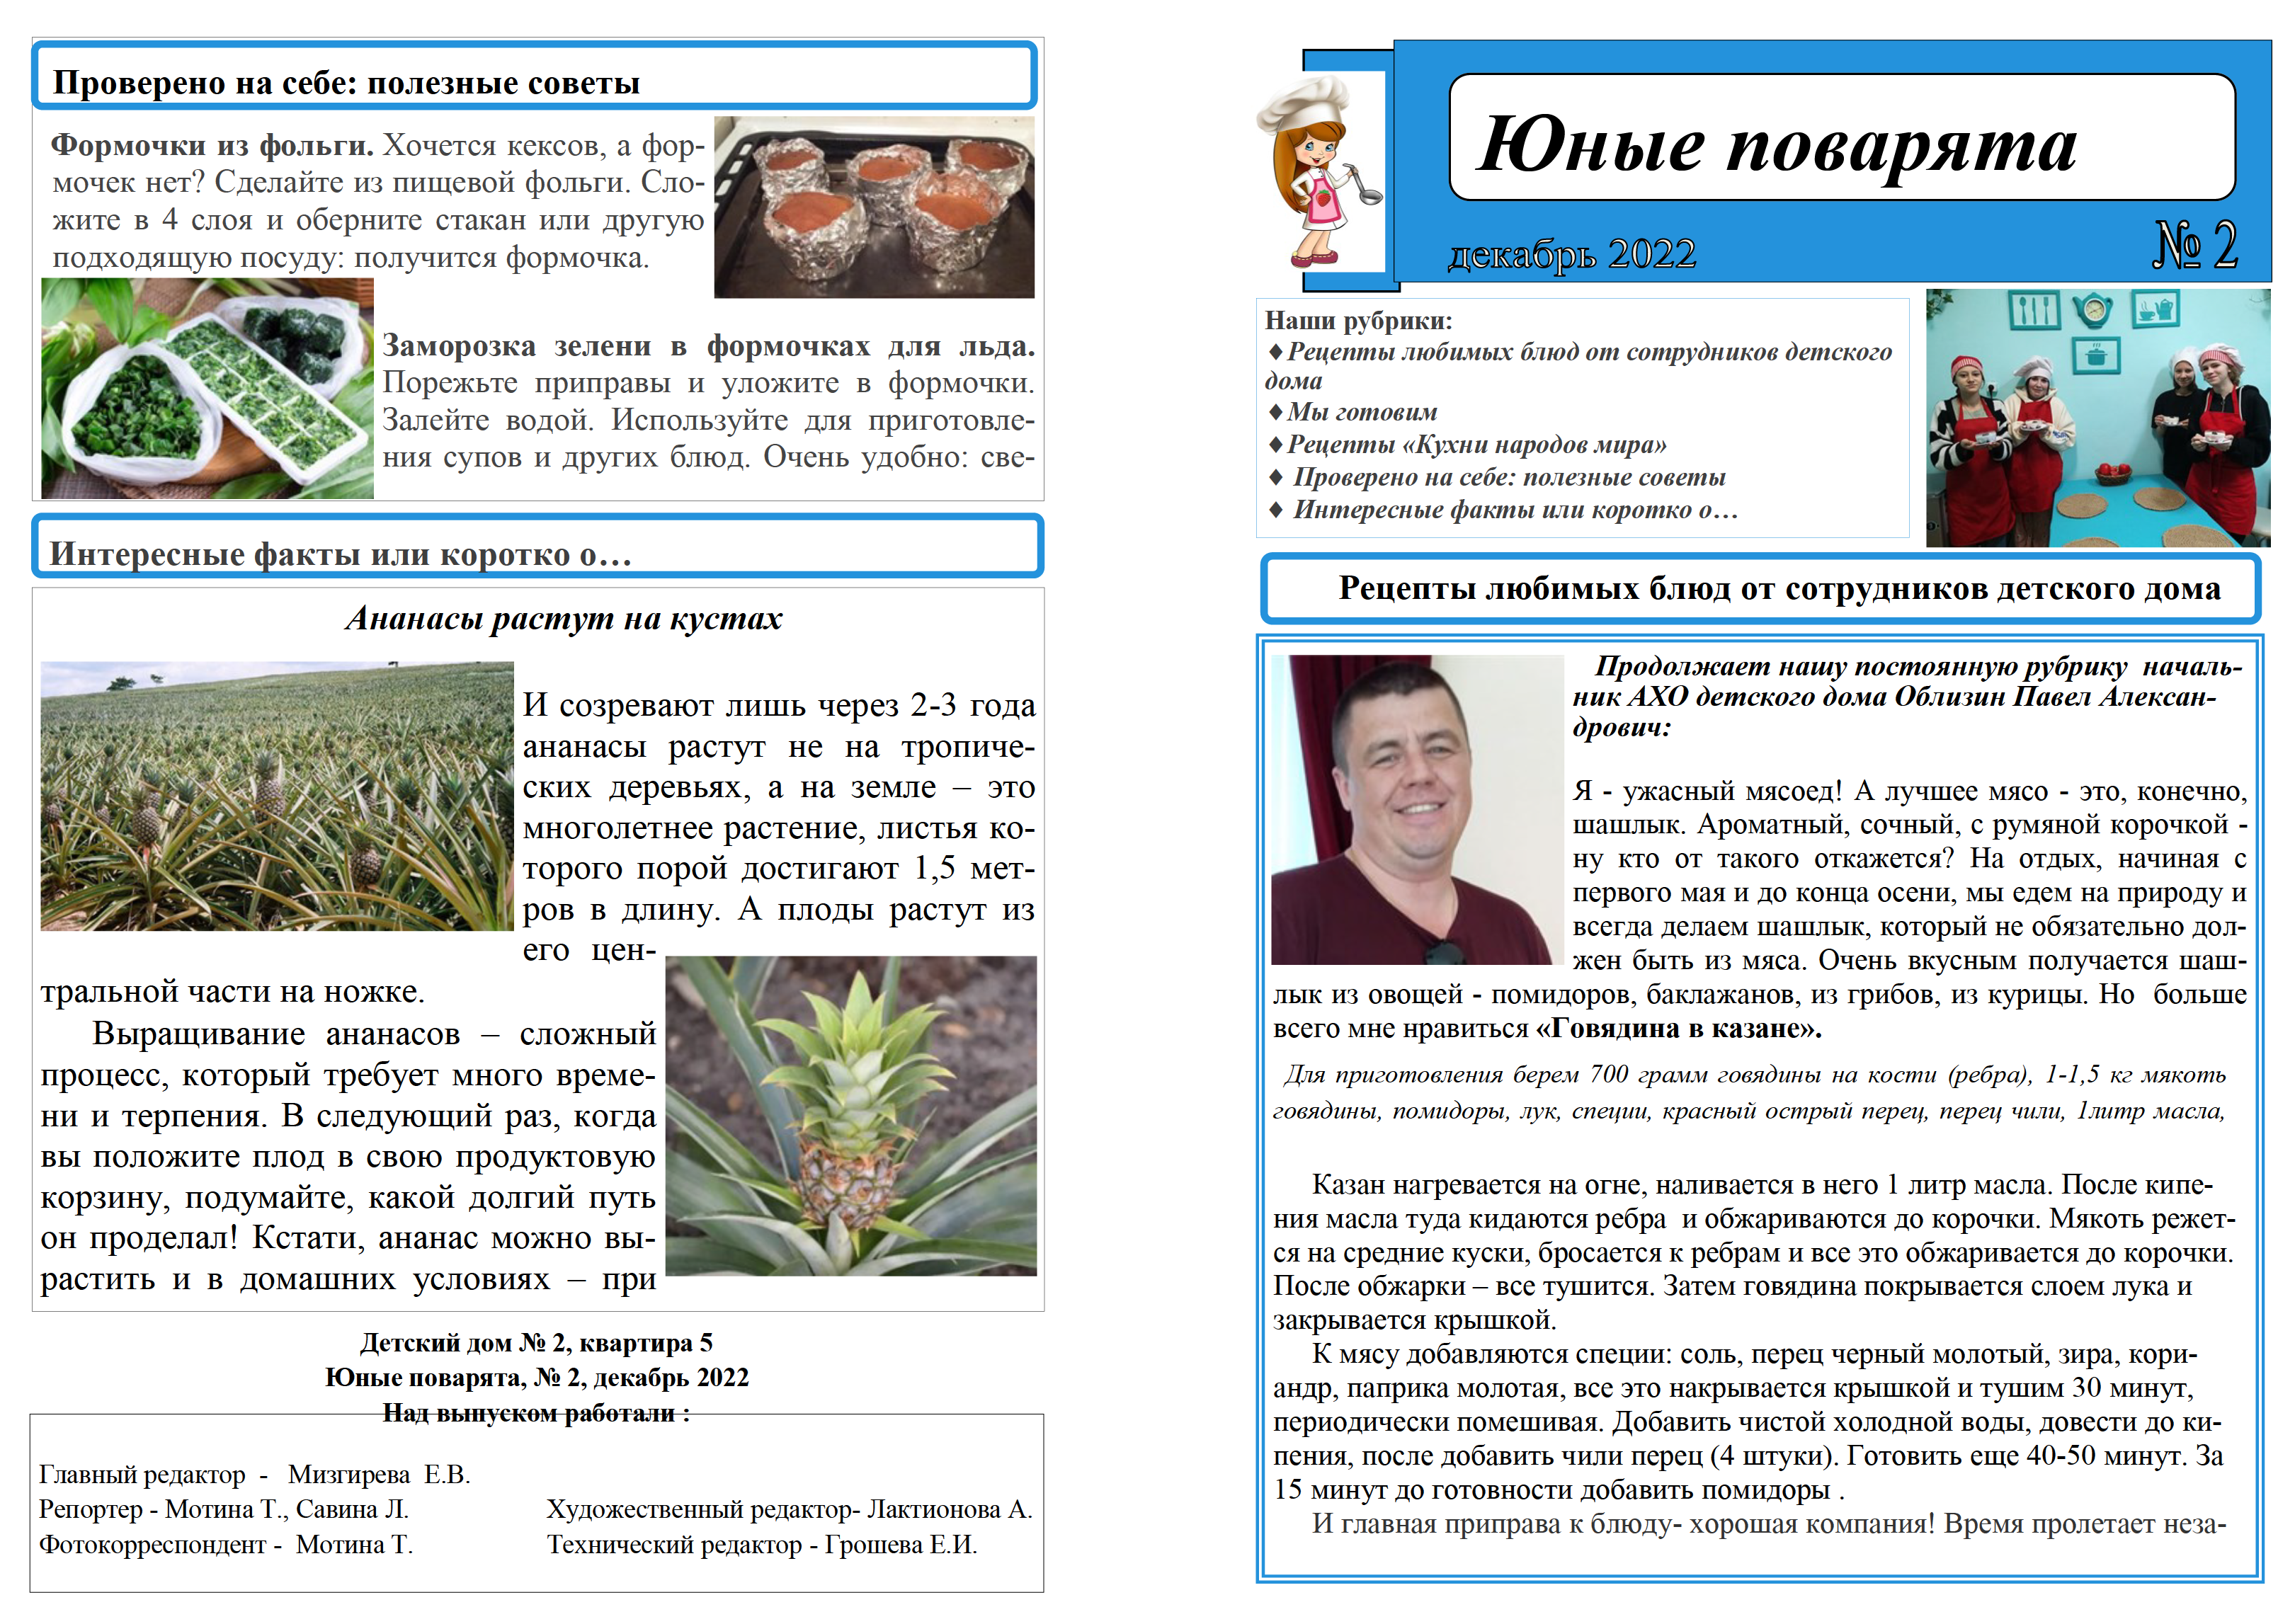 Проверено на себе: полезные советы
Формочки из фольги. Хочется кексов, а фор-
мочек нет? Сделайте из пищевой фольги. Сло-
жите в 4 слоя и оберните стакан или другую
подходящую посуду: получится формочка.
Заморозка зелени в формочках для льда.
Порежьте приправы и уложите в формочки.
Залейте водой. Используйте для приготовле-
ния супов и других блюд. Очень удобно: све-
Интересные факты или коротко о…
Ананасы растут на кустах
И созревают лишь через 2-3 года
ананасы растут не на тропиче-
ских деревьях, а на земле – это
многолетнее растение, листья ко-
торого порой достигают 1,5 мет-
ров в длину. А плоды растут из
его цен-
тральной части на ножке.
Выращивание ананасов – сложный
процесс, который требует много време-
ни и терпения. В следующий раз, когда
вы положите плод в свою продуктовую
корзину, подумайте, какой долгий путь
он проделал! Кстати, ананас можно вы-
растить и в домашних условиях – при
Детский дом № 2, квартира 5
Юные поварята, № 2, декабрь 2022
Над выпуском работали :
Главный редактор - Мизгирева Е.В.
Репортер - Мотина Т., Савина Л. Художественный редактор- Лактионова А.
Фотокорреспондент - Мотина Т. Технический редактор - Грошева Е.И.
Юные поварята
декабрь 2022 № 2
Наши рубрики:
♦Рецепты любимых блюд от сотрудников детского
дома
♦Мы готовим
♦Рецепты «Кухни народов мира»
♦ Проверено на себе: полезные советы
♦ Интересные факты или коротко о…
Рецепты любимых блюд от сотрудников детского дома
Продолжает нашу постоянную рубрику началь-
ник АХО детского дома Облизин Павел Алексан-
дрович:
Я - ужасный мясоед! А лучшее мясо - это, конечно,
шашлык. Ароматный, сочный, с румяной корочкой -
ну кто от такого откажется? На отдых, начиная с
первого мая и до конца осени, мы едем на природу и
всегда делаем шашлык, который не обязательно дол-
жен быть из мяса. Очень вкусным получается шаш-
лык из овощей - помидоров, баклажанов, из грибов, из курицы. Но больше
всего мне нравиться «Говядина в казане».
Для приготовления берем 700 грамм говядины на кости (ребра), 1-1,5 кг мякоть
говядины, помидоры, лук, специи, красный острый перец, перец чили, 1литр масла,
Казан нагревается на огне, наливается в него 1 литр масла. После кипе-
ния масла туда кидаются ребра и обжариваются до корочки. Мякоть режет-
ся на средние куски, бросается к ребрам и все это обжаривается до корочки.
После обжарки – все тушится. Затем говядина покрывается слоем лука и
закрывается крышкой.
К мясу добавляются специи: соль, перец черный молотый, зира, кори-
андр, паприка молотая, все это накрывается крышкой и тушим 30 минут,
периодически помешивая. Добавить чистой холодной воды, довести до ки-
пения, после добавить чили перец (4 штуки). Готовить еще 40-50 минут. За
15 минут до готовности добавить помидоры .
И главная приправа к блюду- хорошая компания! Время пролетает неза-